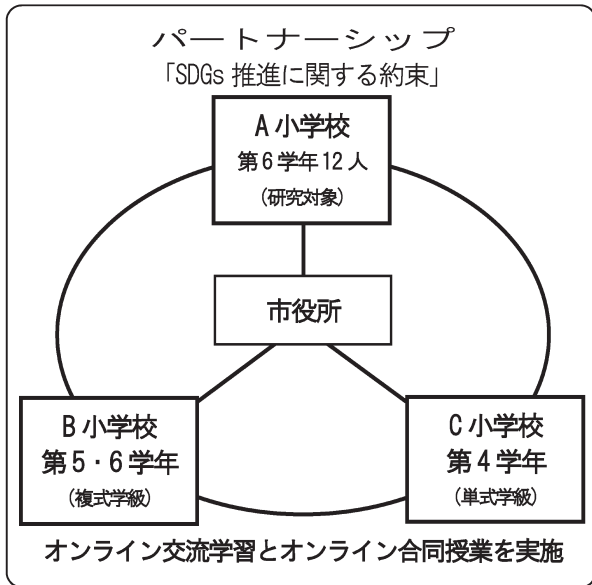 パートナーシップ
「SDGs 推進に関する約束」
A 小学校
第6学年12人
(研究対象)
市役所
B 小学校
第5・6学年
(複式学級)
C 小学校
第4学年
(単式学級)
オンライン交流学習とオンライン合同授業を実施